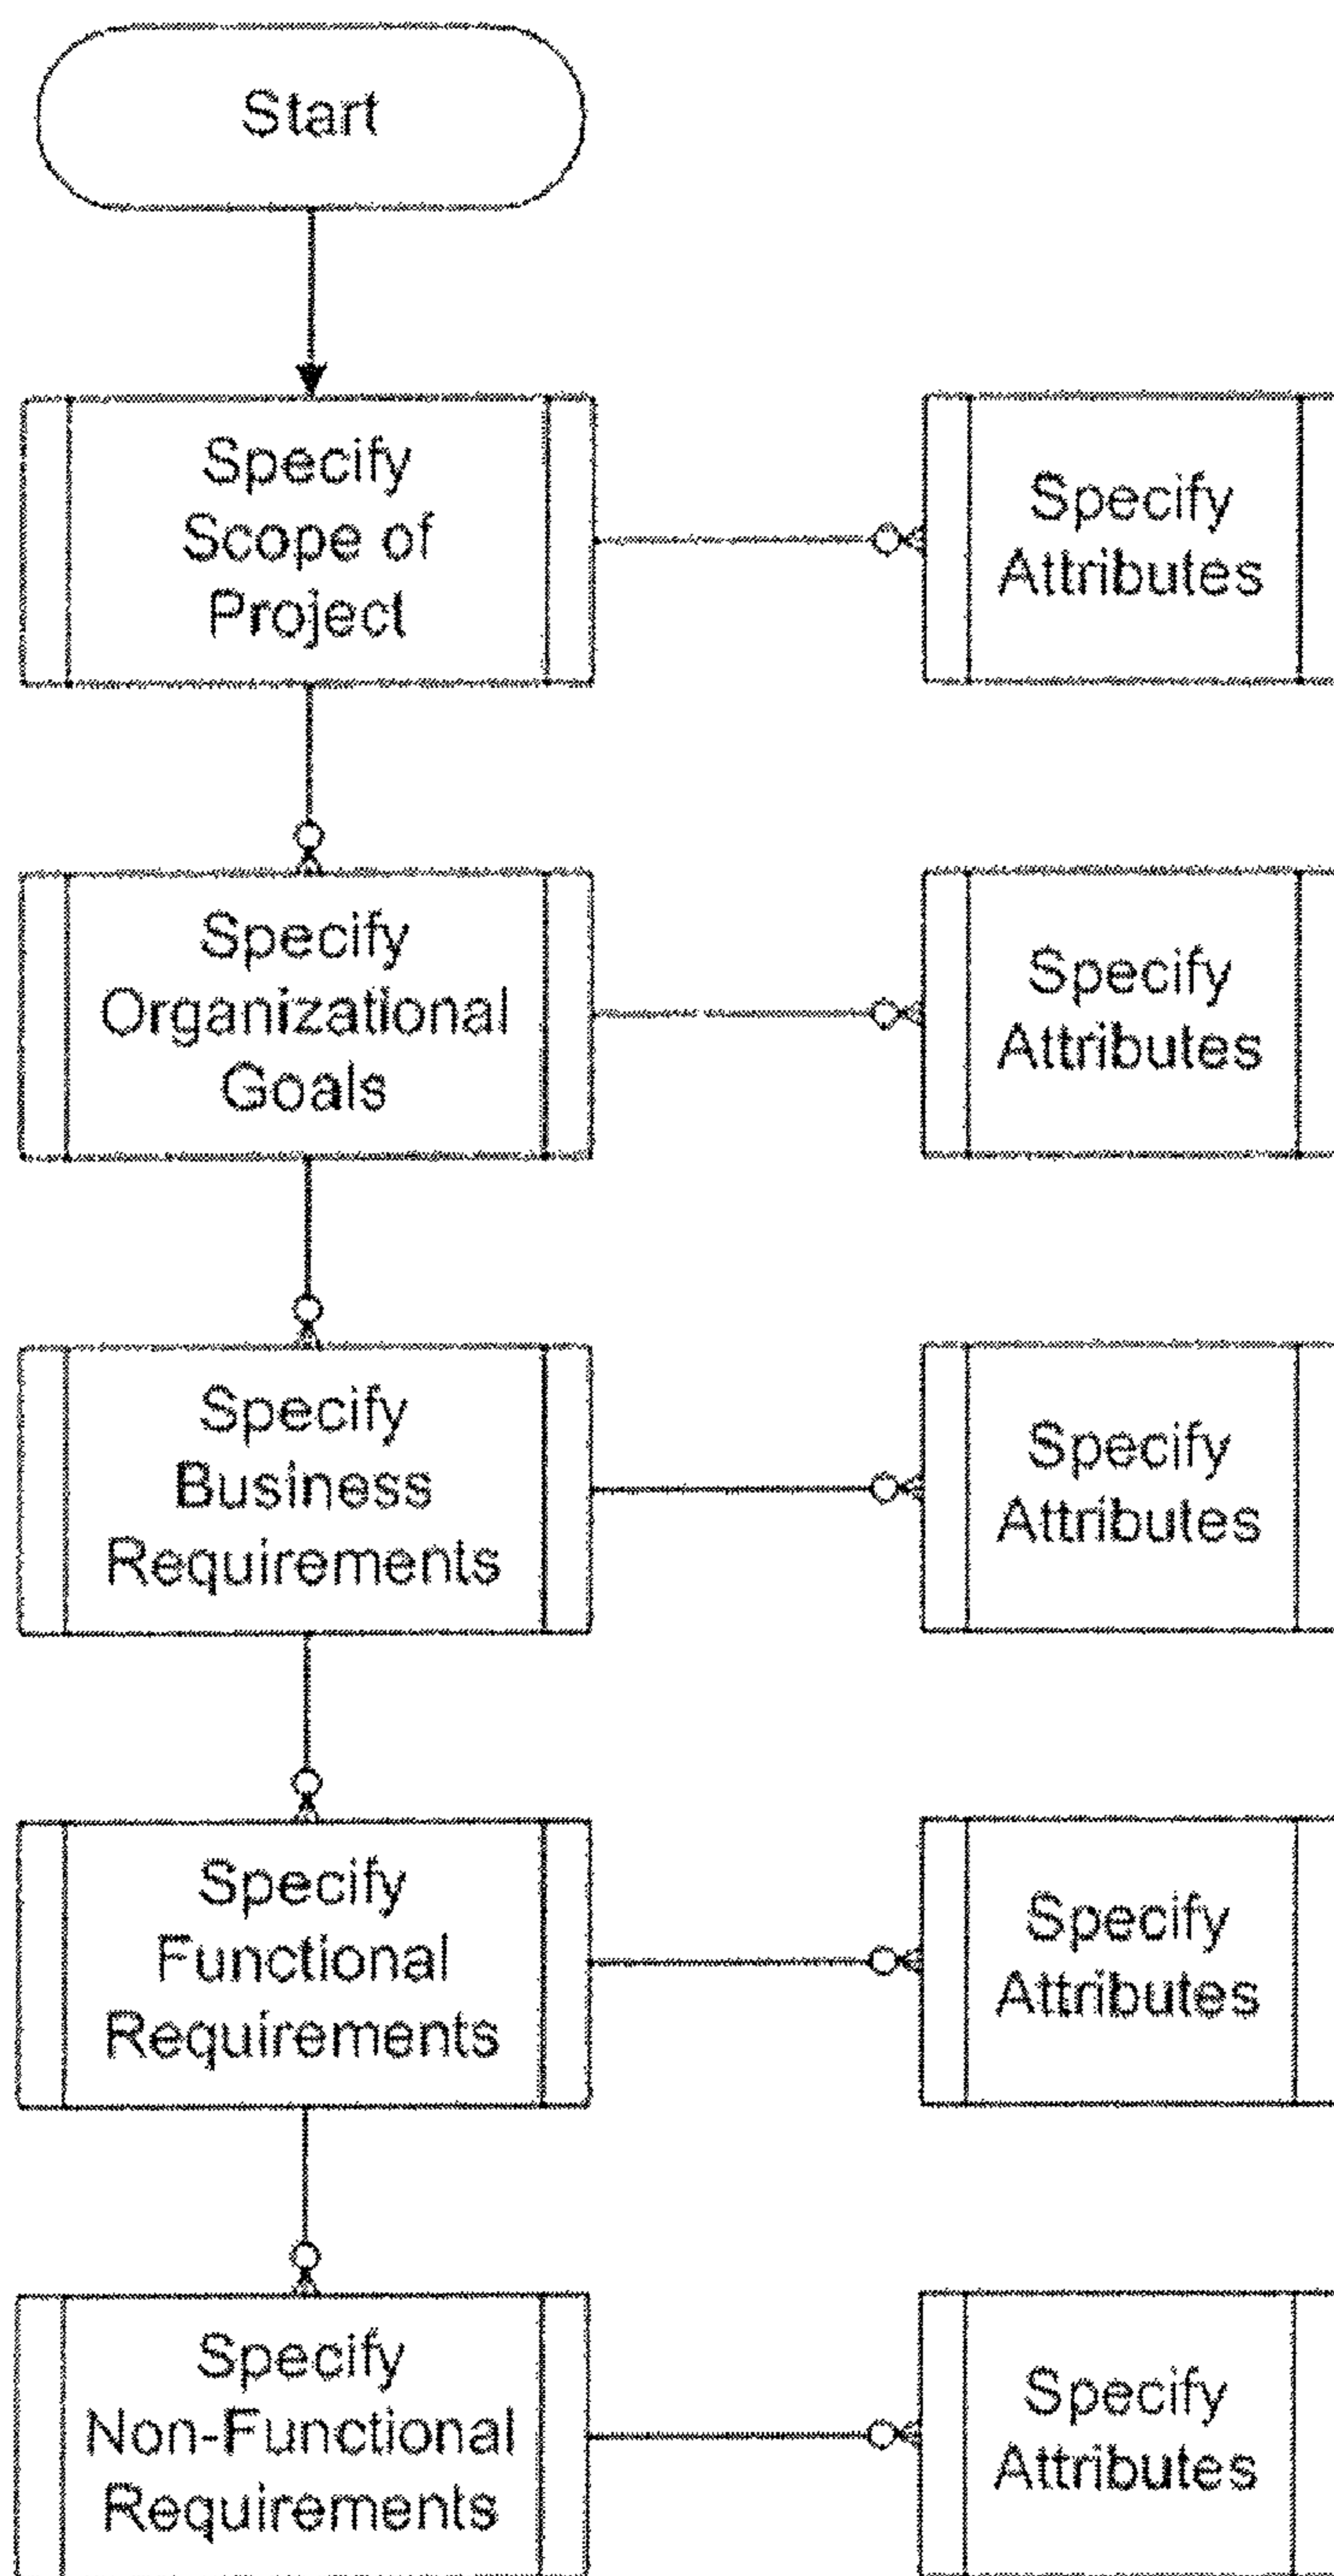 Start
Specify
Scope of
Project
Specify
Attributes
Specify
Organizational
Goals
Specify
Attributes
Specify
Business
Requirements
Specify
Attributes
Specify
Functional
Requirements
Specify
Attributes
Specify
Non-Functional
Requirements
Specify
Attributes